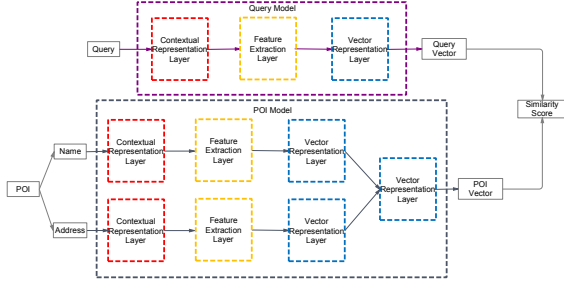 Query Model
Query
Contextual
Representation
Layer
Feature
Extraction
Layer
Vector
Representation
Layer
Query
Vector
Similarity
Score
POI Model
POI
Name
Contextual
Representation
Layer
Feature
Extraction
Layer
Vector
Representation
Layer
Vector
Representation
Layer
POI
Vector
Address
Contextual
Representation
Layer
Feature
Extraction
Layer
Vector
Representation
Layer